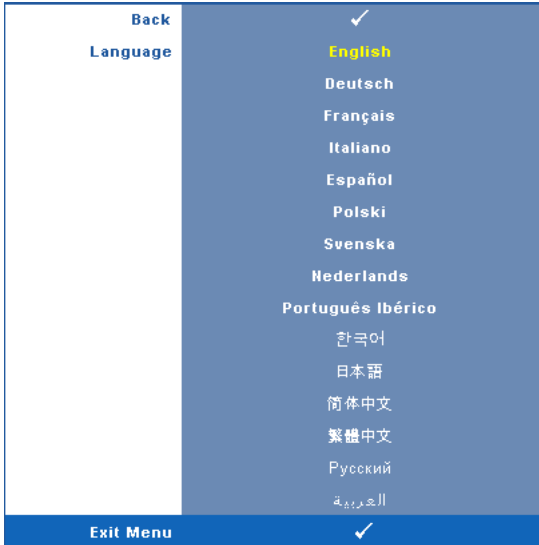 Back ✓
Language English
Deutsch
Français
Italiano
Español
Polski
Svenska
Nederlands
Português Ibérico
한국어
日本語
简体中文
繁體中文
Русский
العربية
Exit Menu ✓